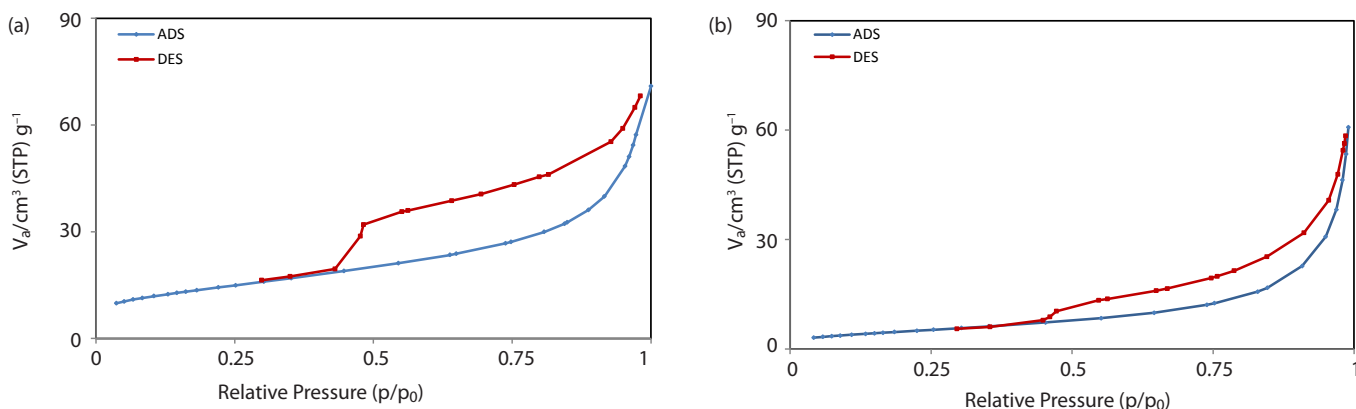 (a)
90
60
30
0
Va/cm³ (STP) g⁻¹
ADS
DES
0 0.25 0.5 0.75 1
Relative Pressure (p/p₀)
(b)
90
60
30
0
Va/cm³ (STP) g⁻¹
ADS
DES
0 0.25 0.5 0.75 1
Relative Pressure (p/p₀)